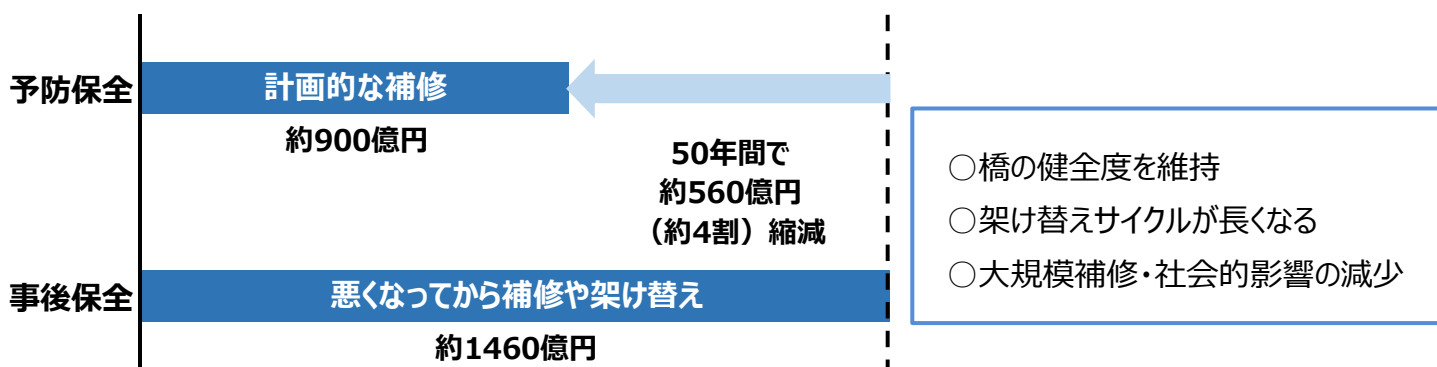 予防保全
計画的な補修
約900億円
50年間で
約560億円
（約4割）縮減
事後保全
悪くなってから補修や架け替え
約1460億円
○橋の健全度を維持
○架け替えサイクルが長くなる
○大規模補修・社会的影響の減少